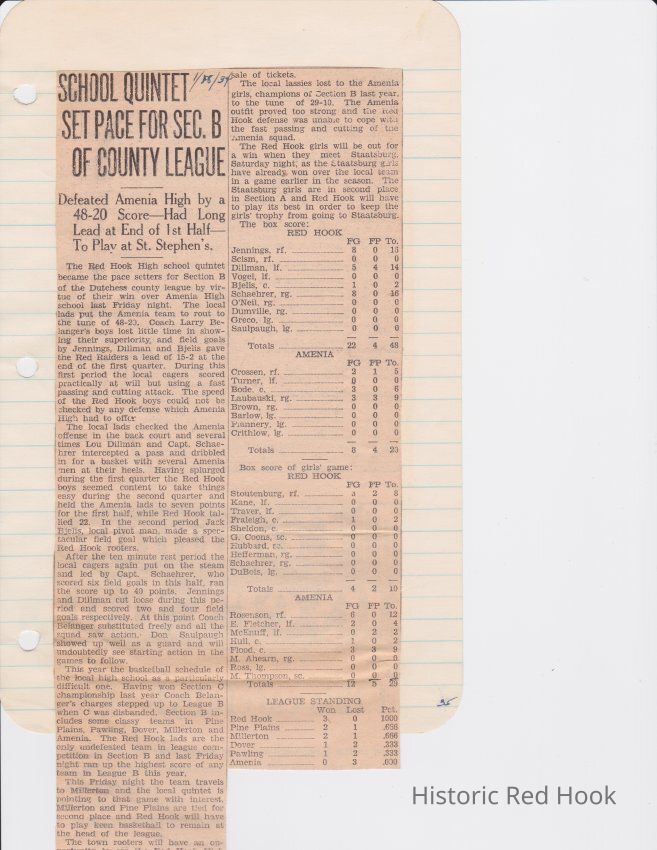 SCHOOL QUINTET
SET PACE FOR SEC. B
OF COUNTY LEAGUE
Defeated Amenia High by a
48-20 Score—Had Long
Lead at End of 1st Half—
To Play at St. Stephen's.
The Red Hook High school quintet
became the pace setters for Section B
of the Dutchess county league by vir-
tue of their win over Amenia High
school last Friday night. The local
lads put the Amenia team to rout to
the tune of 48-20. Coach Larry Be-
langer's boys lost little time in show-
ing their superiority, and field goals
by Jennings, Dillman and Bjelis gave
the Red Raiders a lead of 15-2 at the
end of the first quarter. During this
first period the local cagers scored
practically at will but using a fast
passing and cutting attack. The speed
of the Red Hook boys could not be
checked by any defense which Amenia
High had to offer
The local lads checked the Amenia
offense in the back court and several
times Lou Dillman and Capt. Schae-
hrer intercepted a pass and dribbled
in for a basket with several Amenia
men at their heels. Having splurged
during the first quarter the Red Hook
boys seemed content to take things
easy during the second quarter and
held the Amenia lads to seven points
for the first half, while Red Hook tal-
lied 22. In the second period Jack
Bjelis, local pivot man, made a spec-
tacular field goal which pleased the
Red Hook rooters.
After the ten minute rest period the
local cagers again put on the steam
and led by Capt. Schaehrer, who
scored six field goals in this half, ran
the score up to 40 points. Jennings
and Dillman cut loose during this pe-
riod and scored two and four field
goals respectively. At this point Coach
Belanger substituted freely and all the
squad saw action. Don Saulpaugh
showed up well as a guard and will
undoubtedly see starting action in the
games to follow.
This year the basketball schedule of
the local high school as a particularly
difficult one. Having won Section C
championship last year Coach Belan-
ger's charges stepped up to League B
when C was disbanded. Section B in-
cludes some classy teams in Pine
Plains, Pawling, Dover, Millerton and
Amenia. The Red Hook lads are the
only undefeated team in league com-
petition in Section B and last Friday
night ran up the highest score of any
team in League B this year.
This Friday night the team travels
to Millerton and the local quintet is
pointing to that game with interest.
Millerton and Pine Plains are tied for
second place and Red Hook will have
to play keen basketball to remain at
the head of the league.
The town rooters will have an op-
sale of tickets.
The local lassies lost to the Amenia
girls, champions of Section B last year,
to the tune of 29-10. The Amenia
outfit proved too strong and the Red
Hook defense was unable to cope with
the fast passing and cutting of the
Amenia squad.
The Red Hook girls will be out for
a win when they meet Staatsburg,
Saturday night, as the Staatsburg girls
have already won over the local team
in a game earlier in the season. The
Staatsburg girls are in second place
in Section A and Red Hook will have
to play its best in order to keep the
girls' trophy from going to Staatsburg.
The box score:
RED HOOK
FG FP To.
Jennings, rf. 8 0 16
Scism, rf. 0 0 0
Dillman, lf. 5 4 14
Vogel, lf. 0 0 0
Bjelis, c. 1 0 2
Schaehrer, rg. 8 0 16
O'Neil, rg. 0 0 0
Dumville, rg. 0 0 0
Greco, lg. 0 0 0
Saulpaugh, lg. 0 0 0
Totals 22 4 48
AMENIA
FG FP To.
Crossen, rf. 2 1 5
Turner, lf. 0 0 0
Bode, c. 3 0 6
Laubauski, rg. 3 3 9
Brown, rg. 0 0 0
Barlow, lg. 0 0 0
Flannery, lg. 0 0 0
Crithlow, lg. 0 0 0
Totals 8 4 20
Box score of girls' game:
RED HOOK
FG FP To.
Stoutenburg, rf. 3 2 8
Kane, lf. 0 0 0
Traver, lf. 0 0 0
Fraleigh, c. 1 0 2
Sheldon, c. 0 0 0
G. Coons, sc. 0 0 0
Hubbard, sc. 0 0 0
Hefferman, rg. 0 0 0
Schaehrer, rg. 0 0 0
DuBois, lg. 0 0 0
Totals 4 2 10
AMENIA
FG FP To.
Rosenson, rf. 6 0 12
E. Fletcher, lf. 2 0 4
McEnuff, lf. 0 2 2
Hull, c. 1 0 2
Flood, c. 3 3 9
M. Ahearn, rg. 0 0 0
Ross, lg. 0 0 0
M. Thompson, sc. 0 0 0
Totals 12 5 29
LEAGUE STANDING
Won Lost Pct.
Red Hook 3 0 1000
Pine Plains 2 1 .666
Millerton 2 1 .666
Dover 1 2 .333
Pawling 1 2 .333
Amenia 0 3 .000
Historic Red Hook